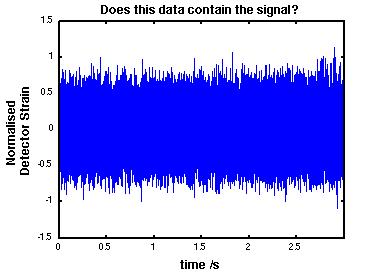 Does this data contain the signal?
1.5
1
0.5
0
-0.5
-1
-1.5
Normalised
Detector Strain
0 0.5 1 1.5 2 2.5
time /s